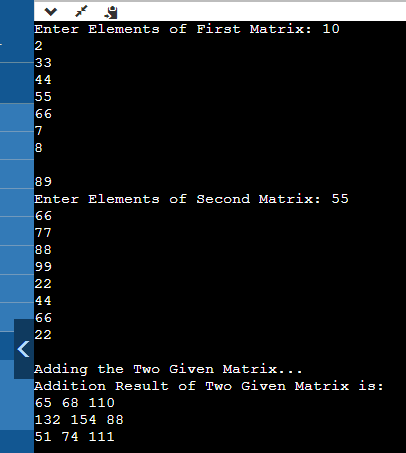 Enter Elements of First Matrix: 10
2
33
44
55
66
7
8
89
Enter Elements of Second Matrix: 55
66
77
88
99
22
44
66
22
Adding the Two Given Matrix...
Addition Result of Two Given Matrix is:
65 68 110
132 154 88
51 74 111